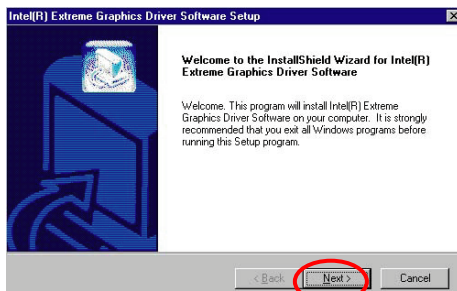 Intel(R) Extreme Graphics Driver Software Setup
Welcome to the InstallShield Wizard for Intel(R)
Extreme Graphics Driver Software
Welcome. This program will install Intel(R) Extreme
Graphics Driver Software on your computer. It is strongly
recommended that you exit all Windows programs before
running this Setup program.
< Back Next > Cancel